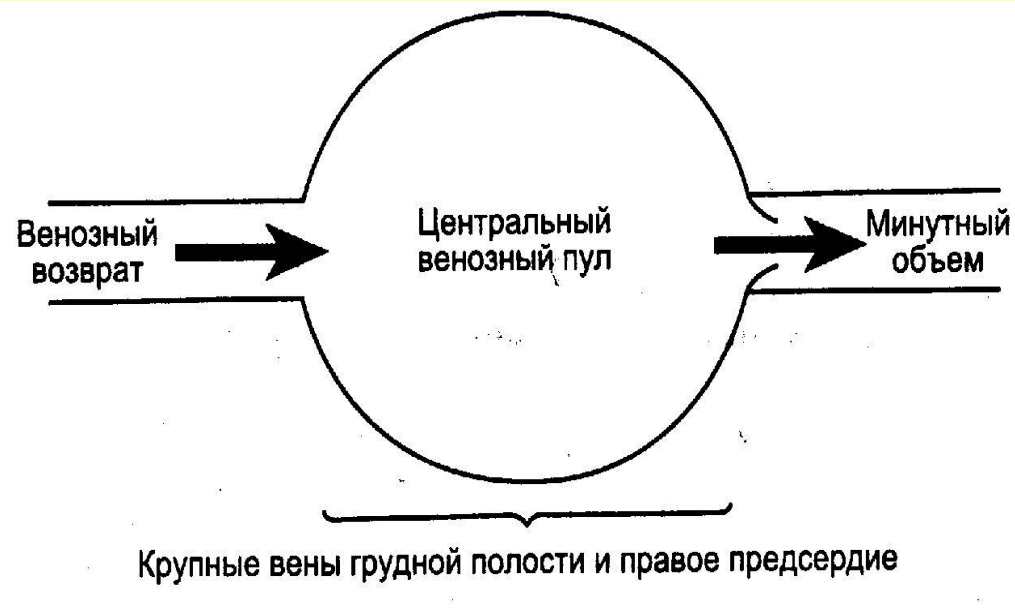 Венозный
возврат
Центральный
венозный пул
Минутный
объем
Крупные вены грудной полости и правое предсердие